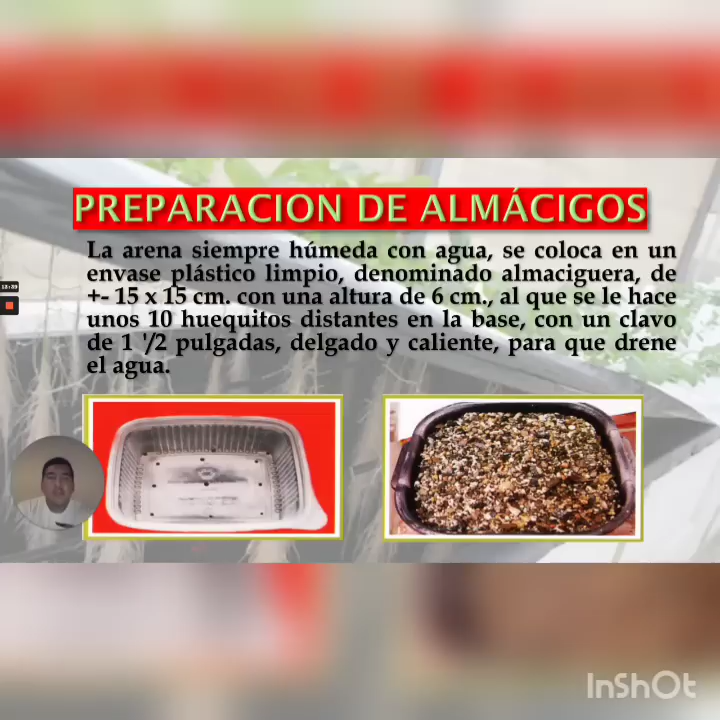 PREPARACION DE ALMÁCIGOS
La arena siempre húmeda con agua, se coloca en un
envase plástico limpio, denominado almaciguera, de
+- 15 x 15 cm. con una altura de 6 cm., al que se le hace
unos 10 huequitos distantes en la base, con un clavo
de 1 '/2 pulgadas, delgado y caliente, para que drene
el agua.
InShOt